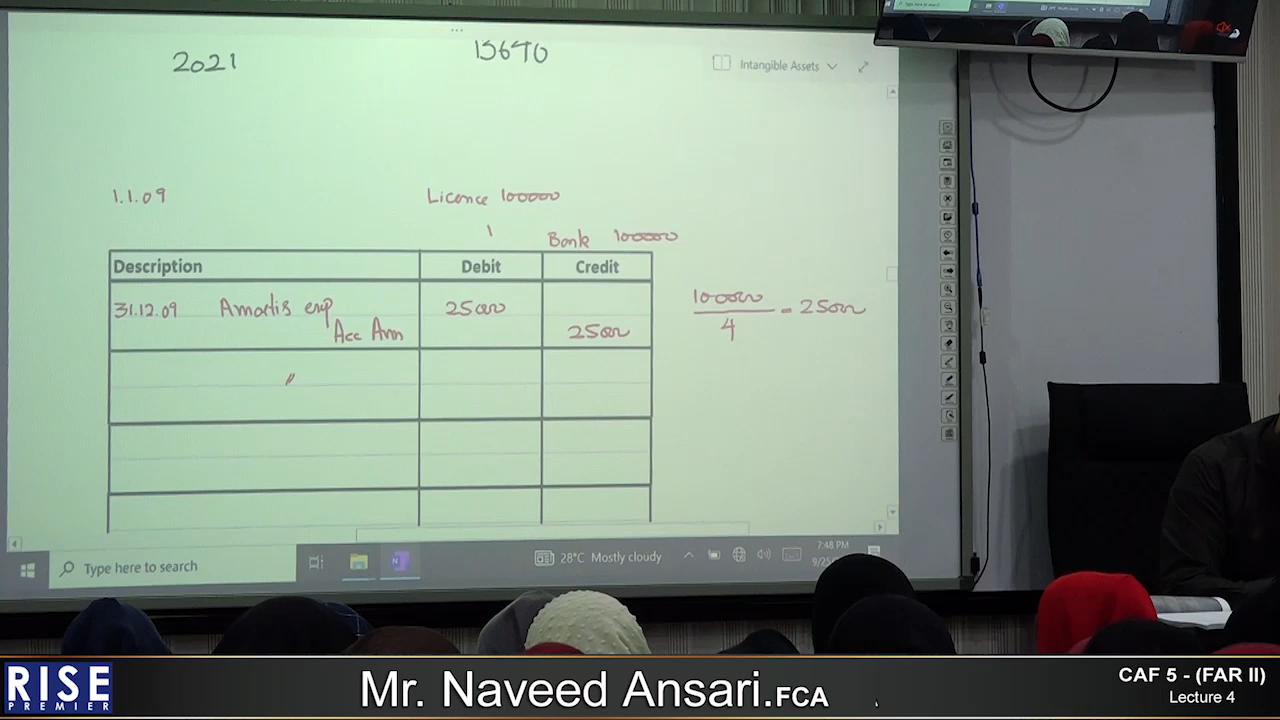 2021 15640
Intangible Assets
1.1.09 Licence 100000
Bank 100000
Description Debit Credit
31.12.09 Amortis exp 25000
Acc Am 25000
100000
4
= 25000
〃
Type here to search
28°C Mostly cloudy
7:48 PM
RISE
PREMIER
Mr. Naveed Ansari.FCA
CAF 5 - (FAR II)
Lecture 4